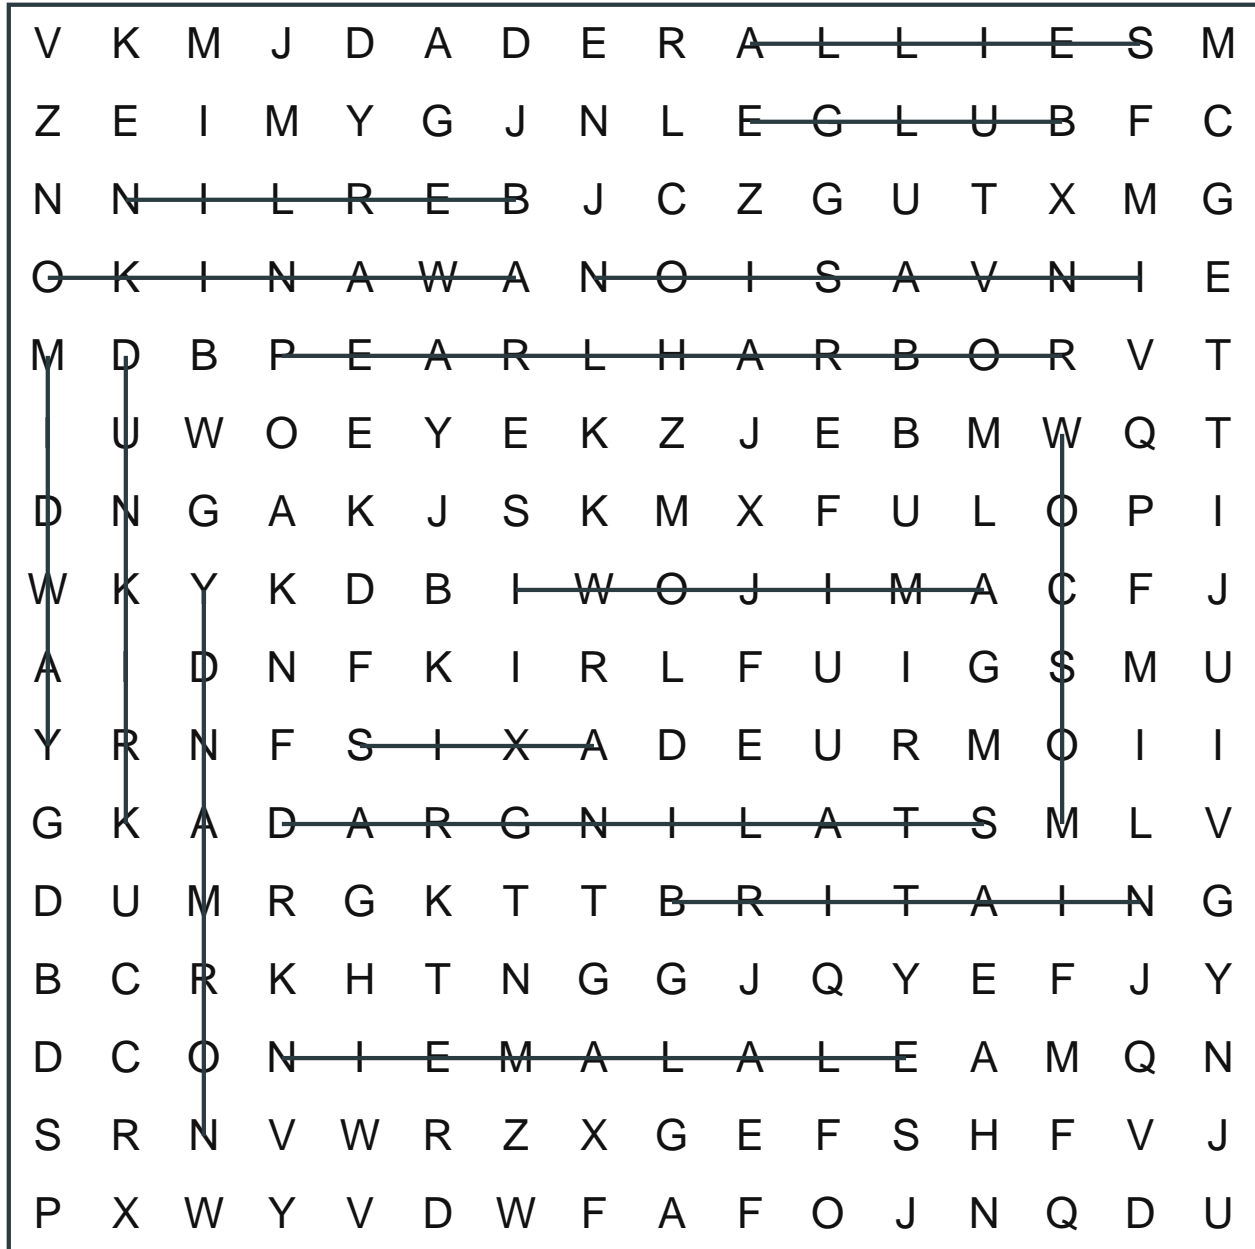 V K M J D A D E R A L L I E S M
Z E I M Y G J N L E G L U B F C
N N I L R E B J C Z G U T X M G
O K I N A W A N O I S A V N I E
M D B P E A R L H A R B O R V T
I U W O E Y E K Z J E B M W Q T
D N G A K J S K M X F U L O P I
W K Y K D B I W O J I M A C F J
A I D N F K I R L F U I G S M U
Y R N F S I X A D E U R M O I I
G K A D A R G N I L A T S M L V
D U M R G K T T B R I T A I N G
B C R K H T N G G J Q Y E F J Y
D C O N I E M A L A L E A M Q N
S R N V W R Z X G E F S H F V J
P X W Y V D W F A F O J N Q D U